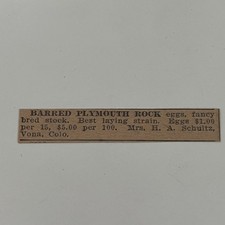 BARRED PLYMOUTH ROCK eggs, fancy
bred stock. Best laying strain. Eggs $1.00
per 15, $5.00 per 100. Mrs. H. A. Schultz,
Vona, Colo.